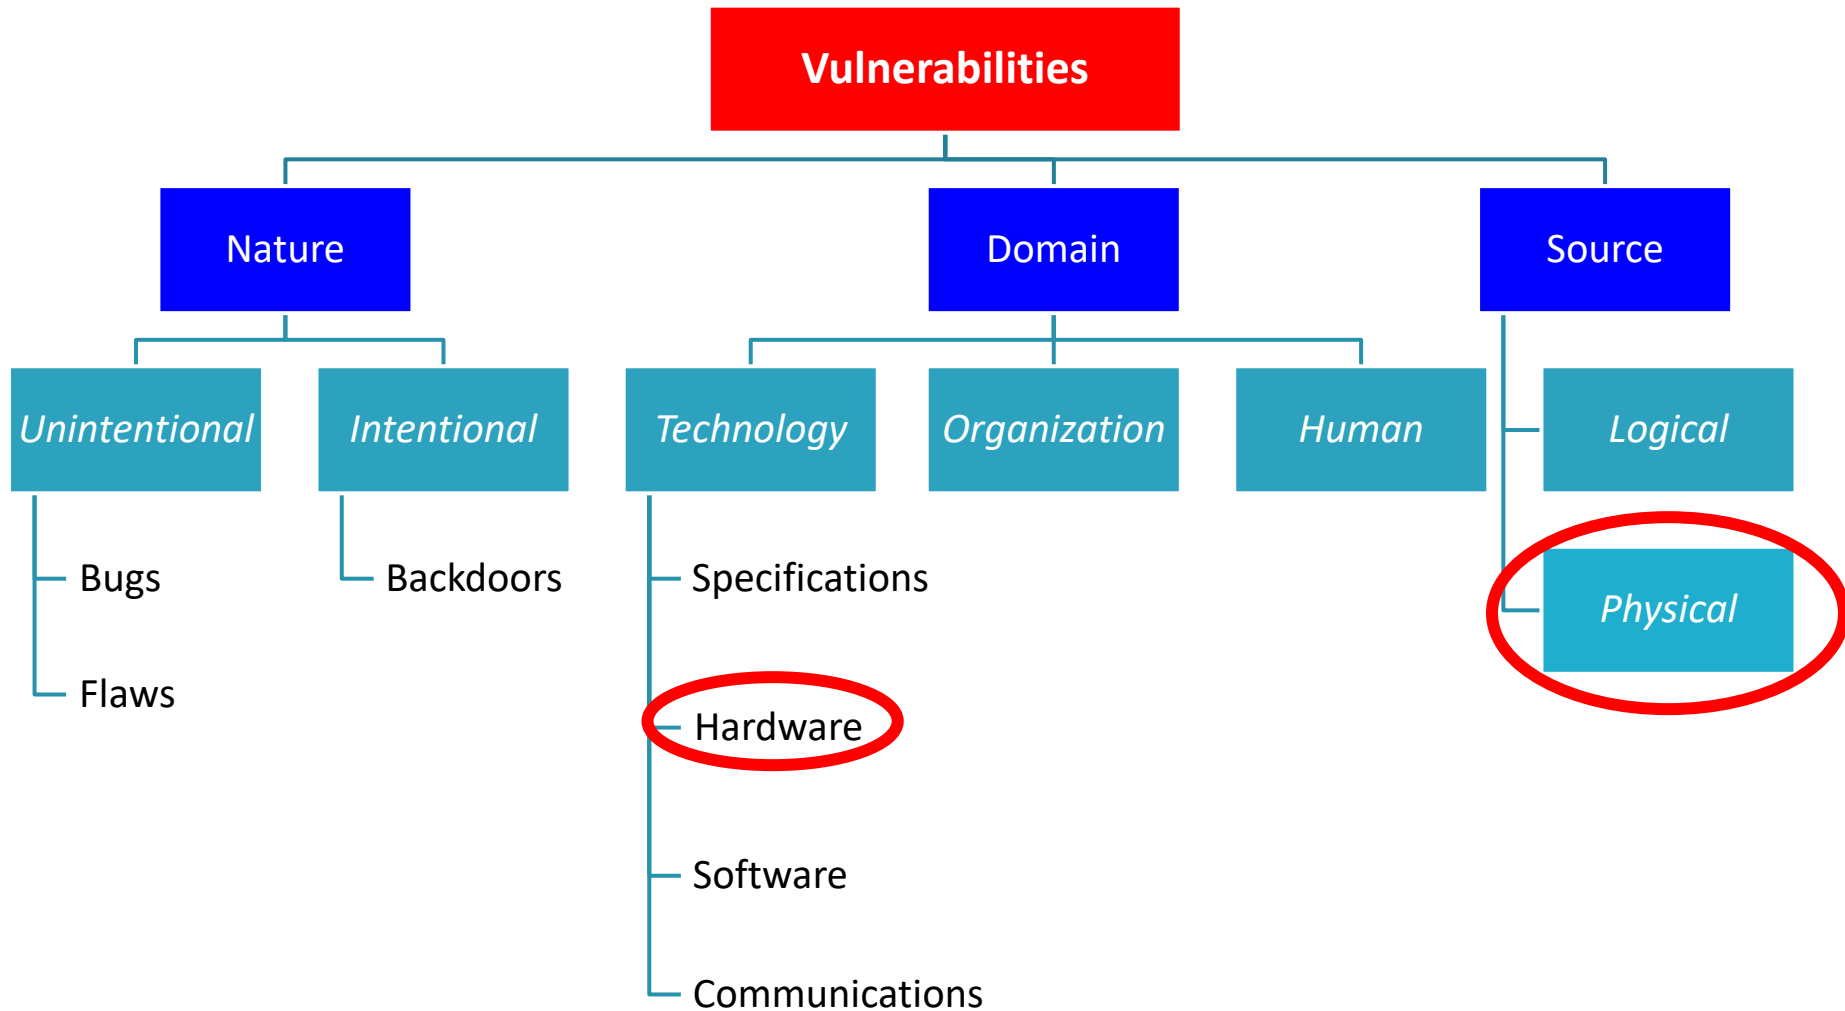 Vulnerabilities
Nature
Domain
Source
Unintentional
Intentional
Technology
Organization
Human
Logical
Bugs
Backdoors
Specifications
Physical
Flaws
Hardware
Software
Communications